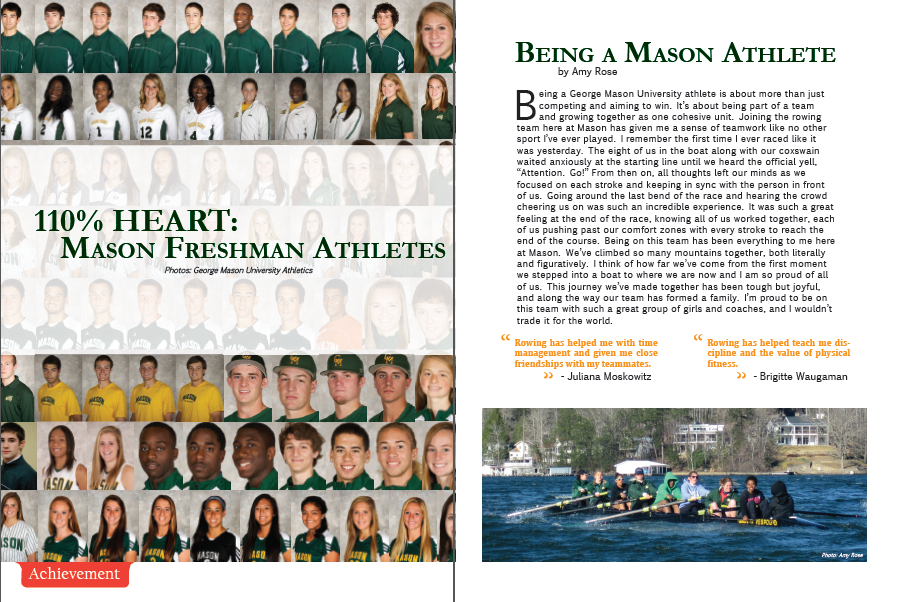 110% HEART:
MASON FRESHMAN ATHLETES
Photos: George Mason University Athletics
Achievement
BEING A MASON ATHLETE
by Amy Rose
Being a George Mason University athlete is about more than just
competing and aiming to win. It's about being part of a team
and growing together as one cohesive unit. Joining the rowing
team here at Mason has given me a sense of teamwork like no other
sport I've ever played. I remember the first time I ever raced like it
was yesterday. The eight of us in the boat along with our coxswain
waited anxiously at the starting line until we heard the official yell,
"Attention. Go!" From then on, all thoughts left our minds as we
focused on each stroke and keeping in sync with the person in front
of us. Going around the last bend of the race and hearing the crowd
cheering us on was such an incredible experience. It was such a great
feeling at the end of the race, knowing all of us worked together, each
of us pushing past our comfort zones with every stroke to reach the
end of the course. Being on this team has been everything to me here
at Mason. We've climbed so many mountains together, both literally
and figuratively. I think of how far we've come from the first moment
we stepped into a boat to where we are now and I am so proud of all
of us. This journey we've made together has been tough but joyful,
and along the way our team has formed a family. I'm proud to be on
this team with such a great group of girls and coaches, and I wouldn't
trade it for the world.
“Rowing has helped me with time
management and given me close
friendships with my teammates.
” - Juliana Moskowitz
“Rowing has helped teach me dis-
cipline and the value of physical
fitness.
” - Brigitte Waugaman
Photo: Amy Rose